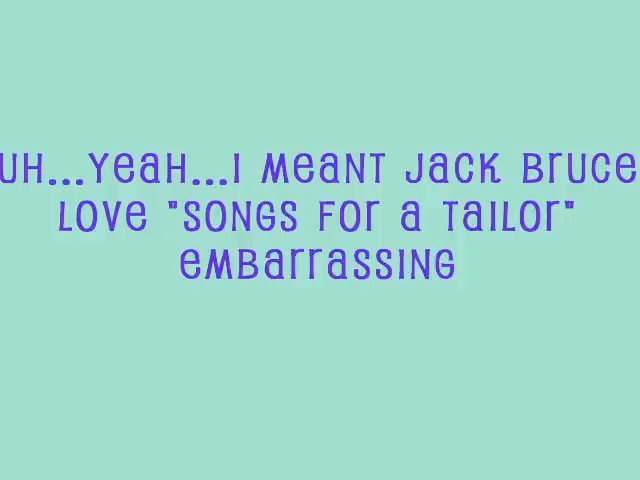 UH...YeaH...I MeaNT Jack Bruce
Love "Songs For a Tailor"
eMBarrassing